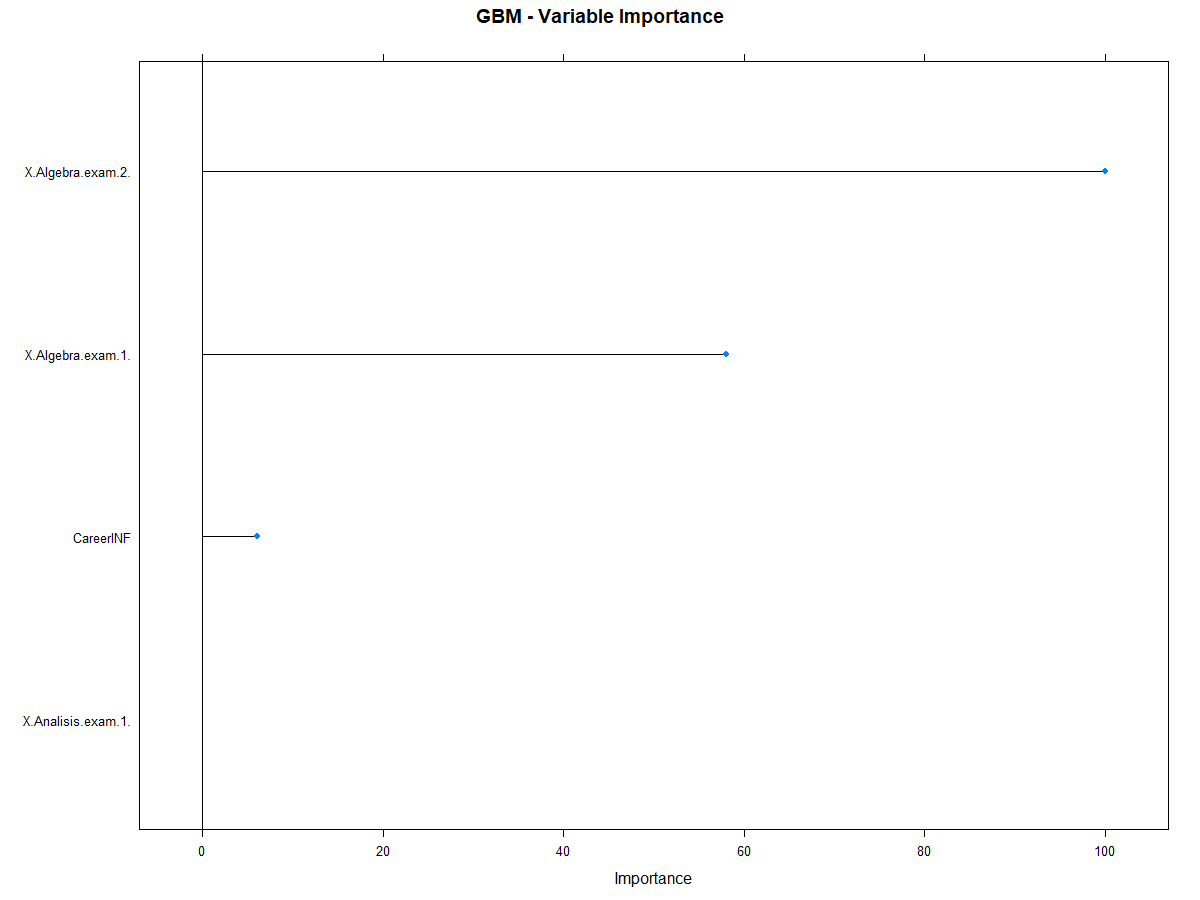 GBM - Variable Importance
X.Algebra.exam.2.
X.Algebra.exam.1.
CareerINF
X.Analisis.exam.1.
0 20 40 60 80 100
Importance